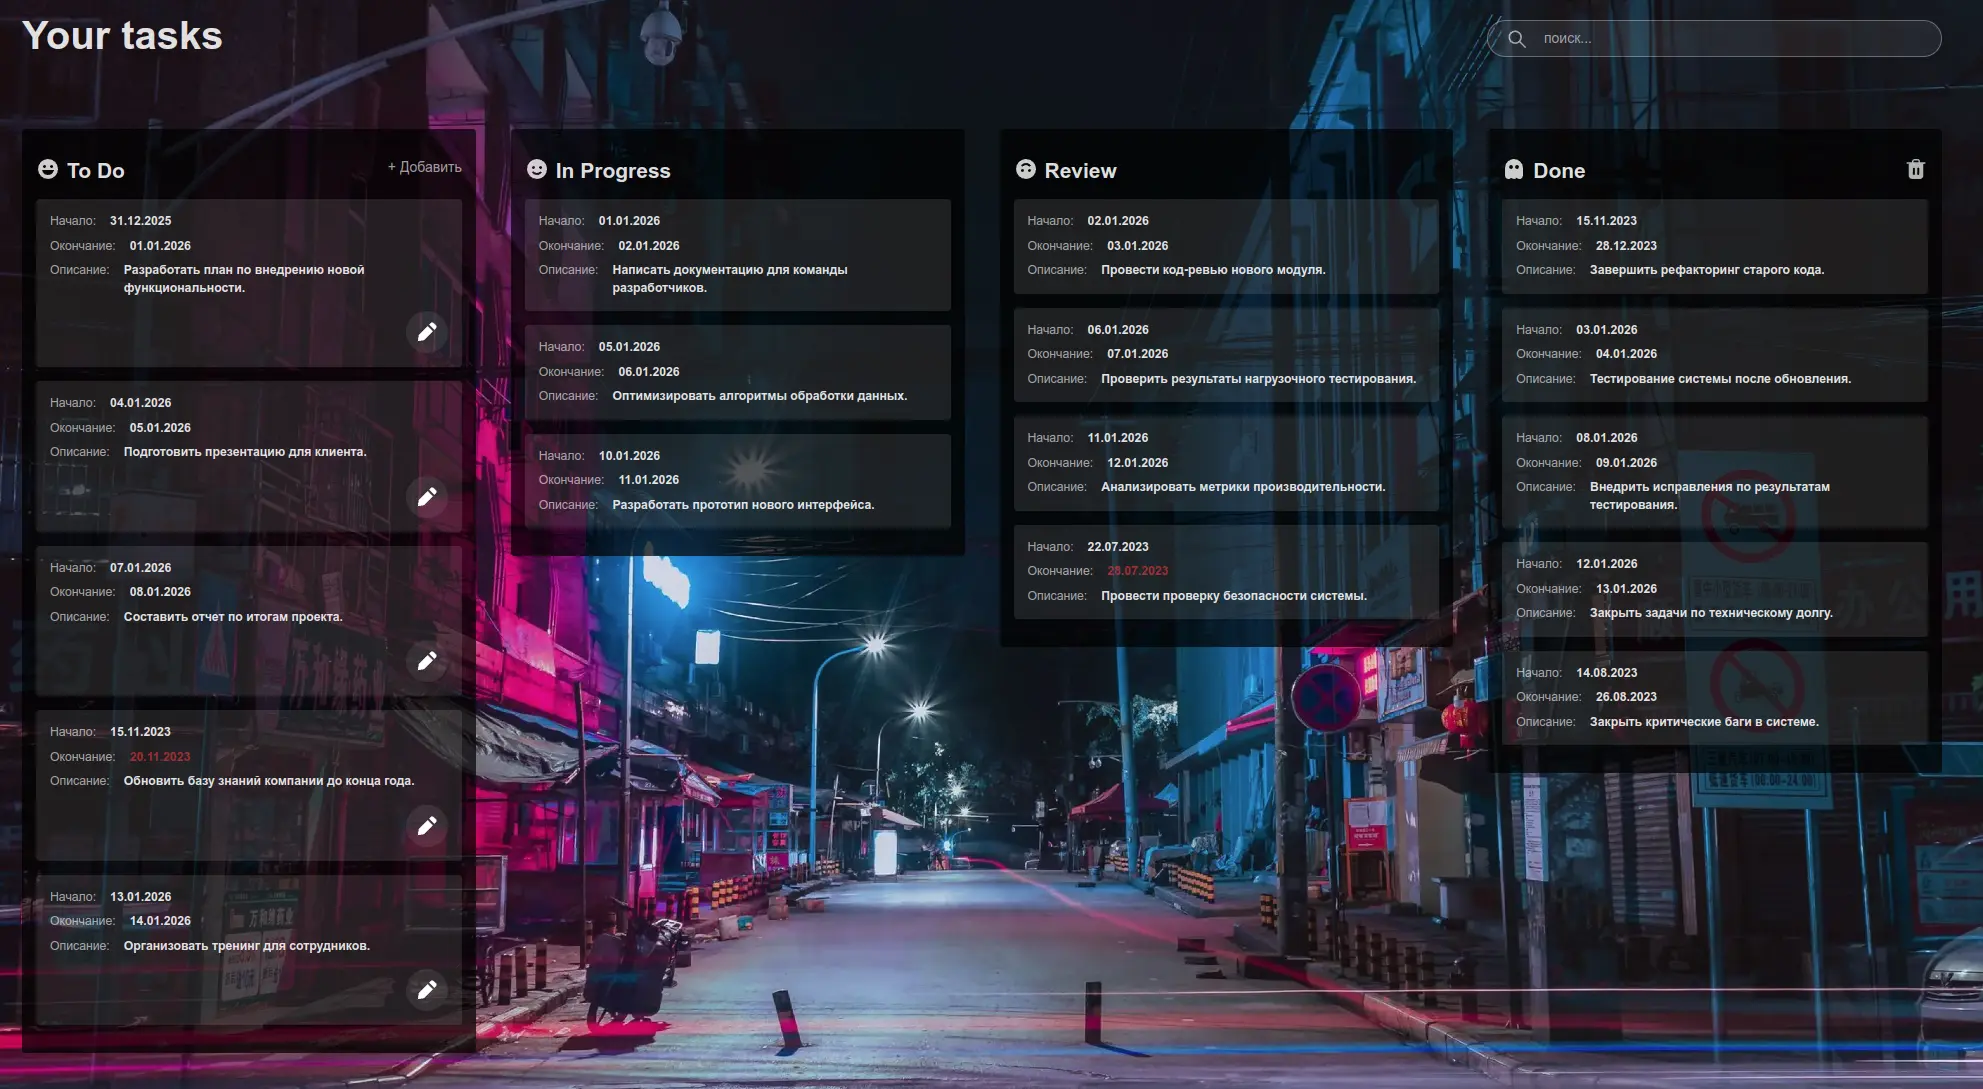 Your tasks
поиск...
To Do
+ Добавить
Начало: 31.12.2025
Окончание: 01.01.2026
Описание: Разработать план по внедрению новой
функциональности.
Начало: 04.01.2026
Окончание: 05.01.2026
Описание: Подготовить презентацию для клиента.
Начало: 07.01.2026
Окончание: 08.01.2026
Описание: Составить отчет по итогам проекта.
Начало: 15.11.2023
Окончание: 20.11.2023
Описание: Обновить базу знаний компании до конца года.
Начало: 13.01.2026
Окончание: 14.01.2026
Описание: Организовать тренинг для сотрудников.
In Progress
Начало: 01.01.2026
Окончание: 02.01.2026
Описание: Написать документацию для команды
разработчиков.
Начало: 05.01.2026
Окончание: 06.01.2026
Описание: Оптимизировать алгоритмы обработки данных.
Начало: 10.01.2026
Окончание: 11.01.2026
Описание: Разработать прототип нового интерфейса.
Review
Начало: 02.01.2026
Окончание: 03.01.2026
Описание: Провести код-ревью нового модуля.
Начало: 06.01.2026
Окончание: 07.01.2026
Описание: Проверить результаты нагрузочного тестирования.
Начало: 11.01.2026
Окончание: 12.01.2026
Описание: Анализировать метрики производительности.
Начало: 22.07.2023
Окончание: 28.07.2023
Описание: Провести проверку безопасности системы.
Done
Начало: 15.11.2023
Окончание: 28.12.2023
Описание: Завершить рефакторинг старого кода.
Начало: 03.01.2026
Окончание: 04.01.2026
Описание: Тестирование системы после обновления.
Начало: 08.01.2026
Окончание: 09.01.2026
Описание: Внедрить исправления по результатам
тестирования.
Начало: 12.01.2026
Окончание: 13.01.2026
Описание: Закрыть задачи по техническому долгу.
Начало: 14.08.2023
Окончание: 26.08.2023
Описание: Закрыть критические баги в системе.